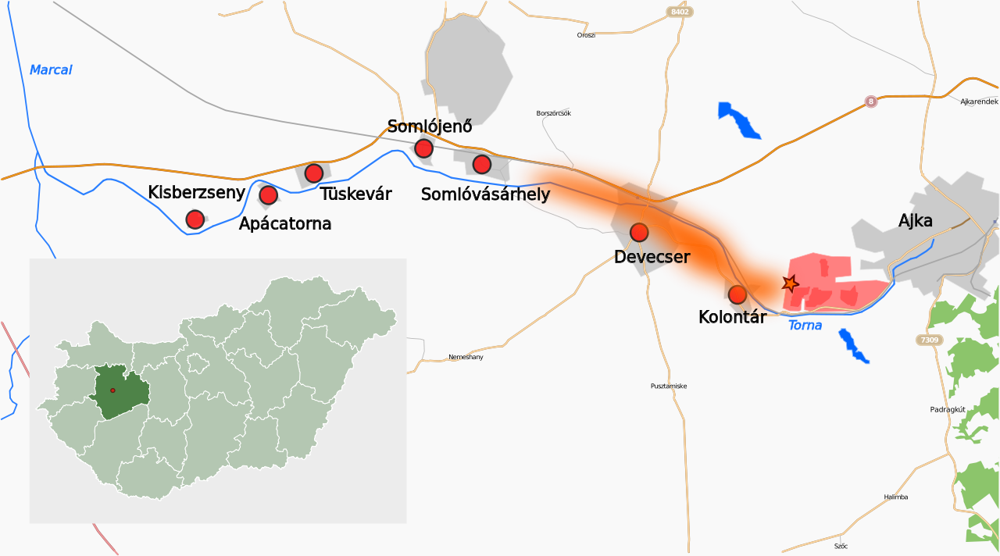 8402
Oroszi
Marcal
8
Ajkarendek
Borszörcsök
Somlójenő
Kisberzseny
Tüskevár
Somlóvásárhely
Apácatorna
Ajka
Devecser
Kolontár
Torna
7309
Nemeshany
Pusztamiske
Padragkút
Halimba
Szőc